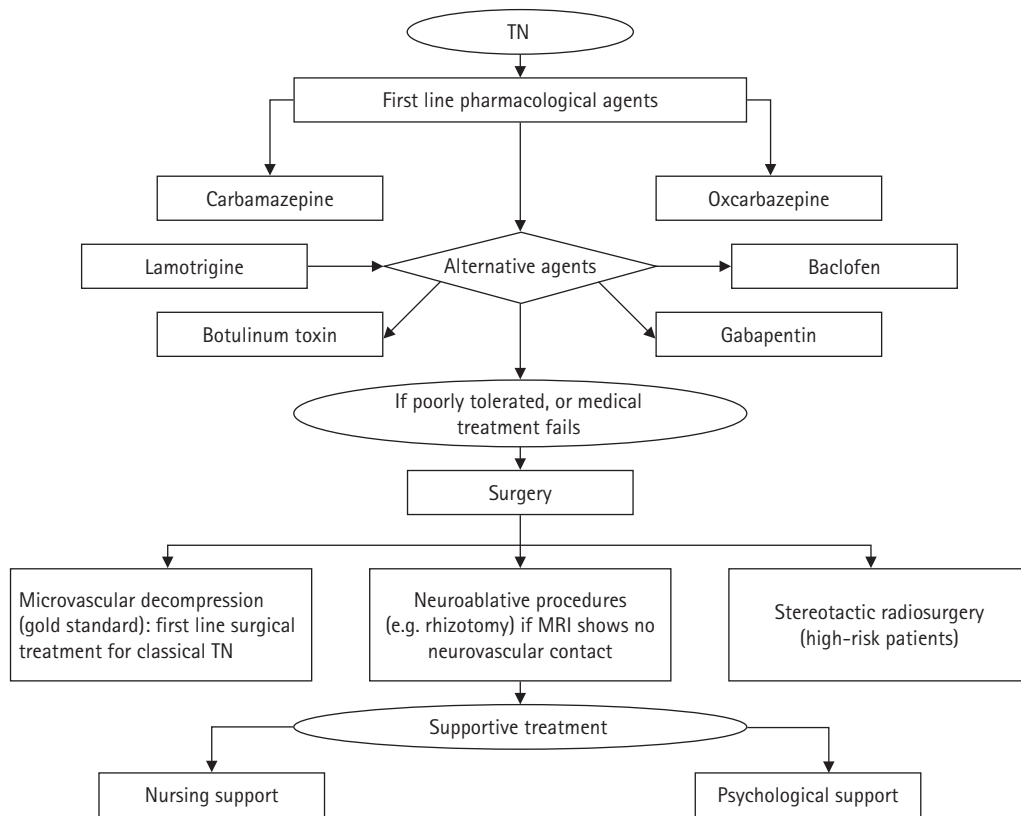 TN
First line pharmacological agents
Carbamazepine
Oxcarbazepine
Lamotrigine
Alternative agents
Baclofen
Botulinum toxin
Gabapentin
If poorly tolerated, or medical
treatment fails
Surgery
Microvascular decompression
(gold standard): first line surgical
treatment for classical TN
Neuroablative procedures
(e.g. rhizotomy) if MRI shows no
neurovascular contact
Stereotactic radiosurgery
(high-risk patients)
Supportive treatment
Nursing support
Psychological support